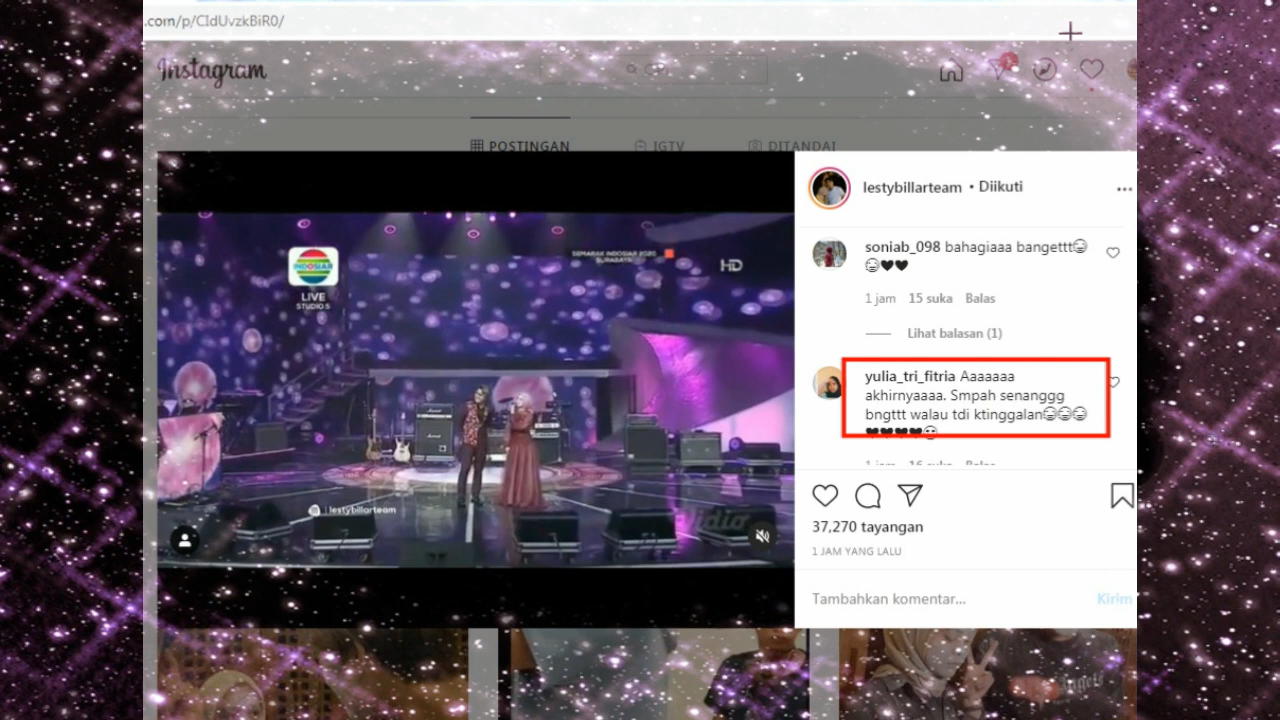 .com/p/CIdUvzkBiR0/
Instagram
POSTINGAN
IGTV
DITANDAI
INDOSIAR
LIVE
STUDIO 5
SEMARAK INDOSIAR 2020
SURABAYA
HD
lestybillarteam
Vidio
lestybillarteam • Diikuti
soniab_098 bahagiaaa bangettt😂
😂🖤🖤
1 jam 15 suka Balas
Lihat balasan (1)
yulia_tri_fitria Aaaaaaa
akhirnyaaaa. Smpah senanggg
bngttt walau tdi ktinggalan
1 jam 16 suka Balas
37,270 tayangan
1 JAM YANG LALU
Tambahkan komentar...
Kirim